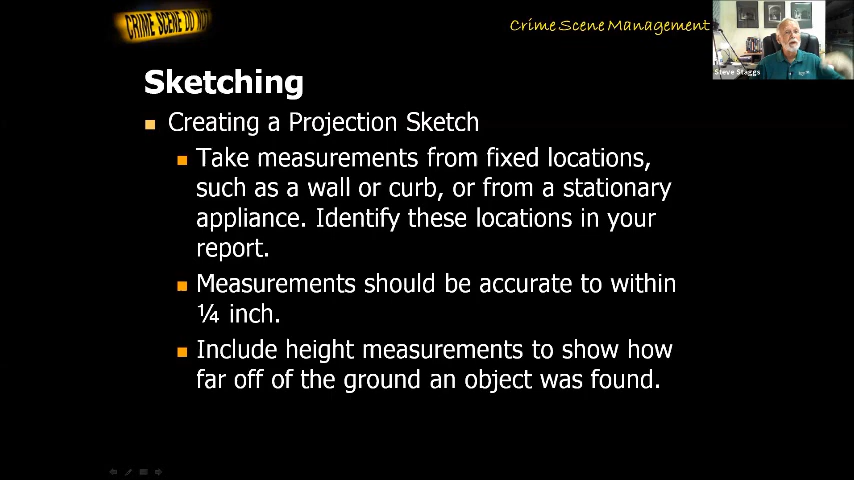 CRIME SCENE DO NOT
Crime Scene Management
Steve Staggs
Sketching
Creating a Projection Sketch
Take measurements from fixed locations,
such as a wall or curb, or from a stationary
appliance. Identify these locations in your
report.
Measurements should be accurate to within
¼ inch.
Include height measurements to show how
far off of the ground an object was found.